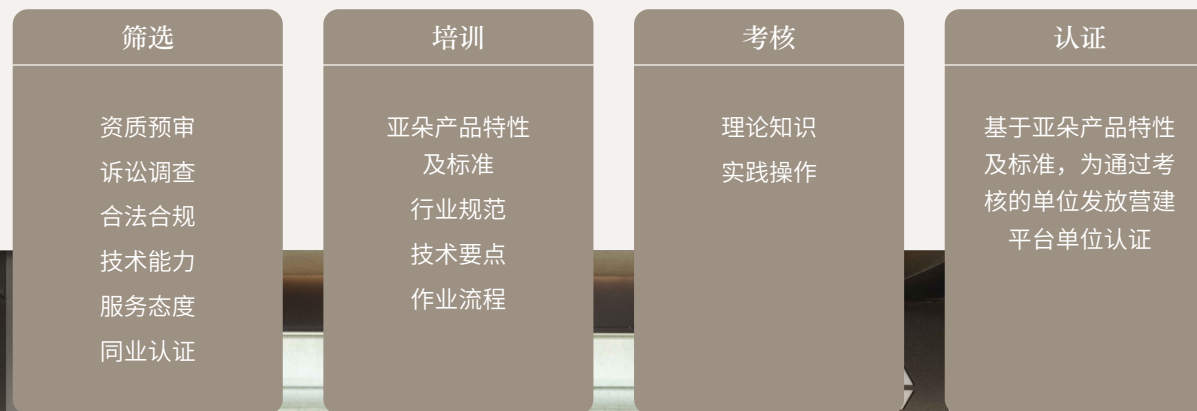 筛选
资质预审
诉讼调查
合法合规
技术能力
服务态度
同业认证
培训
亚朵产品特性
及标准
行业规范
技术要点
作业流程
考核
理论知识
实践操作
认证
基于亚朵产品特性
及标准，为通过考
核的单位发放营建
平台单位认证